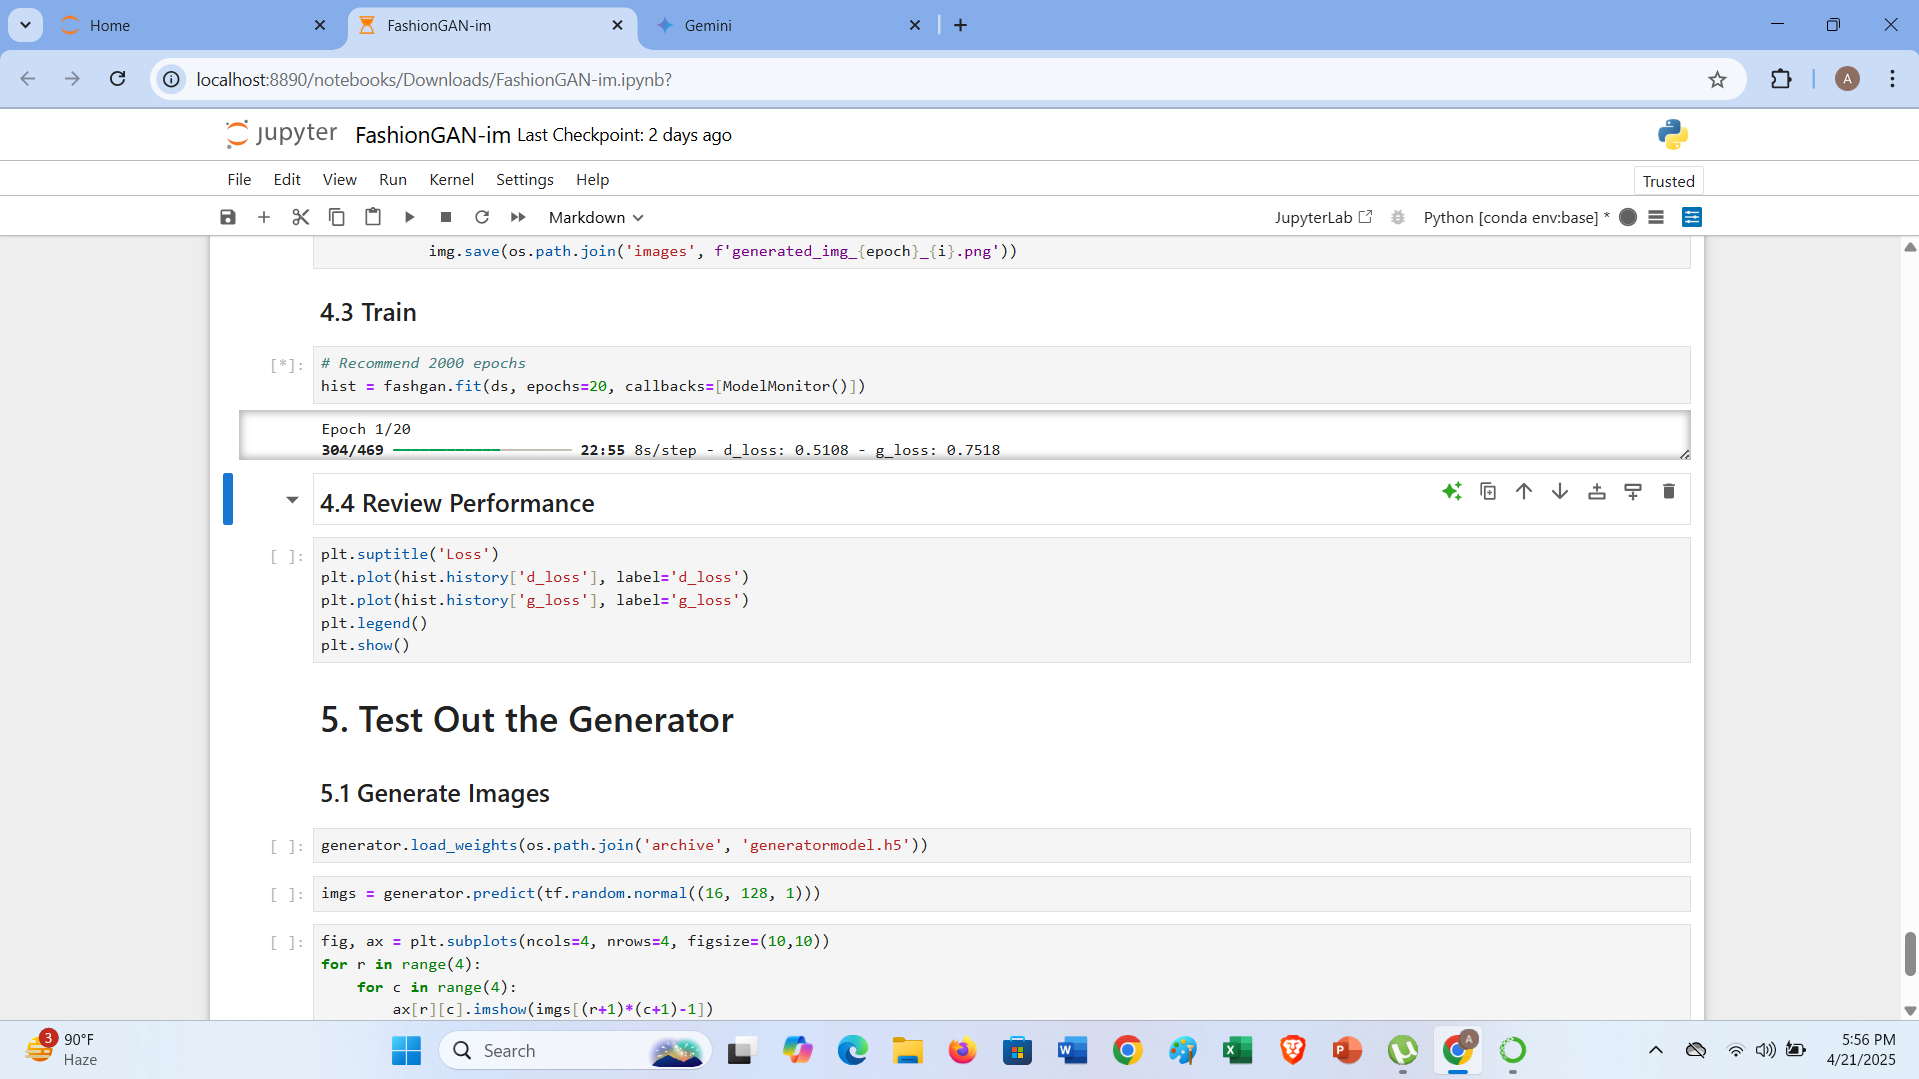 Home
FashionGAN-im
Gemini
localhost:8890/notebooks/Downloads/FashionGAN-im.ipynb?
A
jupyter FashionGAN-im Last Checkpoint: 2 days ago
File Edit View Run Kernel Settings Help
Trusted
Markdown
JupyterLab
Python [conda env:base] *
img.save(os.path.join('images', f'generated_img_{epoch}_{i}.png'))
4.3 Train
[*]:
# Recommend 2000 epochs
hist = fashgan.fit(ds, epochs=20, callbacks=[ModelMonitor()])
Epoch 1/20
304/469 22:55 8s/step - d_loss: 0.5108 - g_loss: 0.7518
4.4 Review Performance
[ ]:
plt.suptitle('Loss')
plt.plot(hist.history['d_loss'], label='d_loss')
plt.plot(hist.history['g_loss'], label='g_loss')
plt.legend()
plt.show()
5. Test Out the Generator
5.1 Generate Images
[ ]:
generator.load_weights(os.path.join('archive', 'generatormodel.h5'))
[ ]:
imgs = generator.predict(tf.random.normal((16, 128, 1)))
[ ]:
fig, ax = plt.subplots(ncols=4, nrows=4, figsize=(10,10))
for r in range(4):
for c in range(4):
ax[r][c].imshow(imgs[(r+1)*(c+1)-1])
3
90°F
Haze
Search
W
X
P
A
5:56 PM
4/21/2025